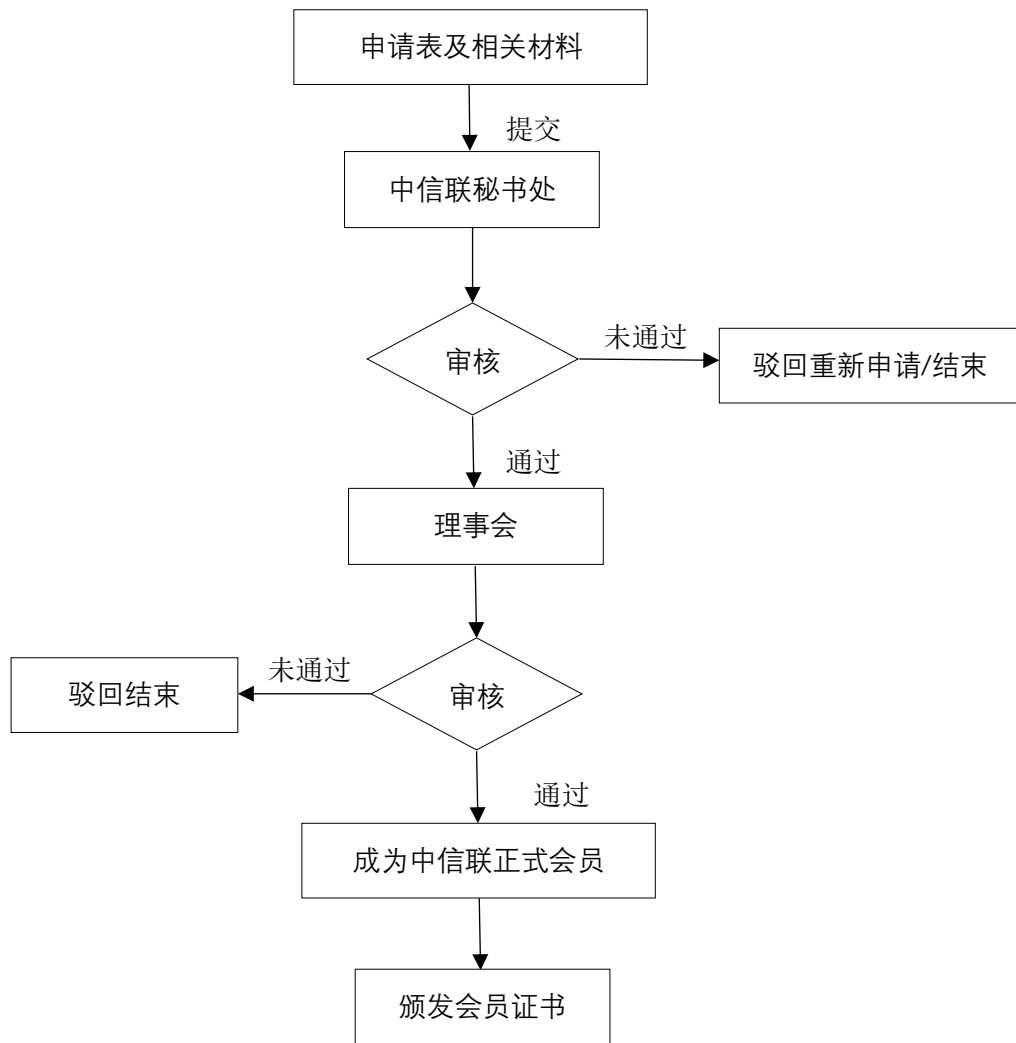 申请表及相关材料
提交
中信联秘书处
审核
未通过
驳回重新申请/结束
通过
理事会
审核
未通过
驳回结束
通过
成为中信联正式会员
颁发会员证书